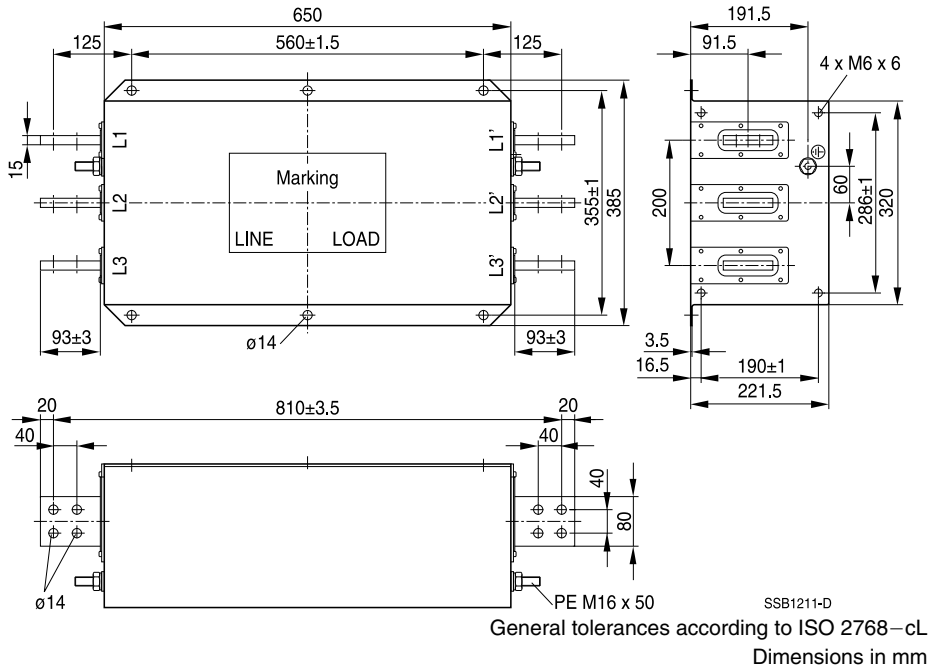 650
125
560±1.5
125
191.5
91.5
4 x M6 x 6
15
L1
L2
L3
L1'
L2'
L3'
Marking
LINE LOAD
355±1
385
200
60
286±1
320
93±3
ø14
93±3
3.5
16.5
190±1
221.5
20
810±3.5
20
40
40
40
80
ø14
PE M16 x 50
SSB1211-D
General tolerances according to ISO 2768–cL
Dimensions in mm